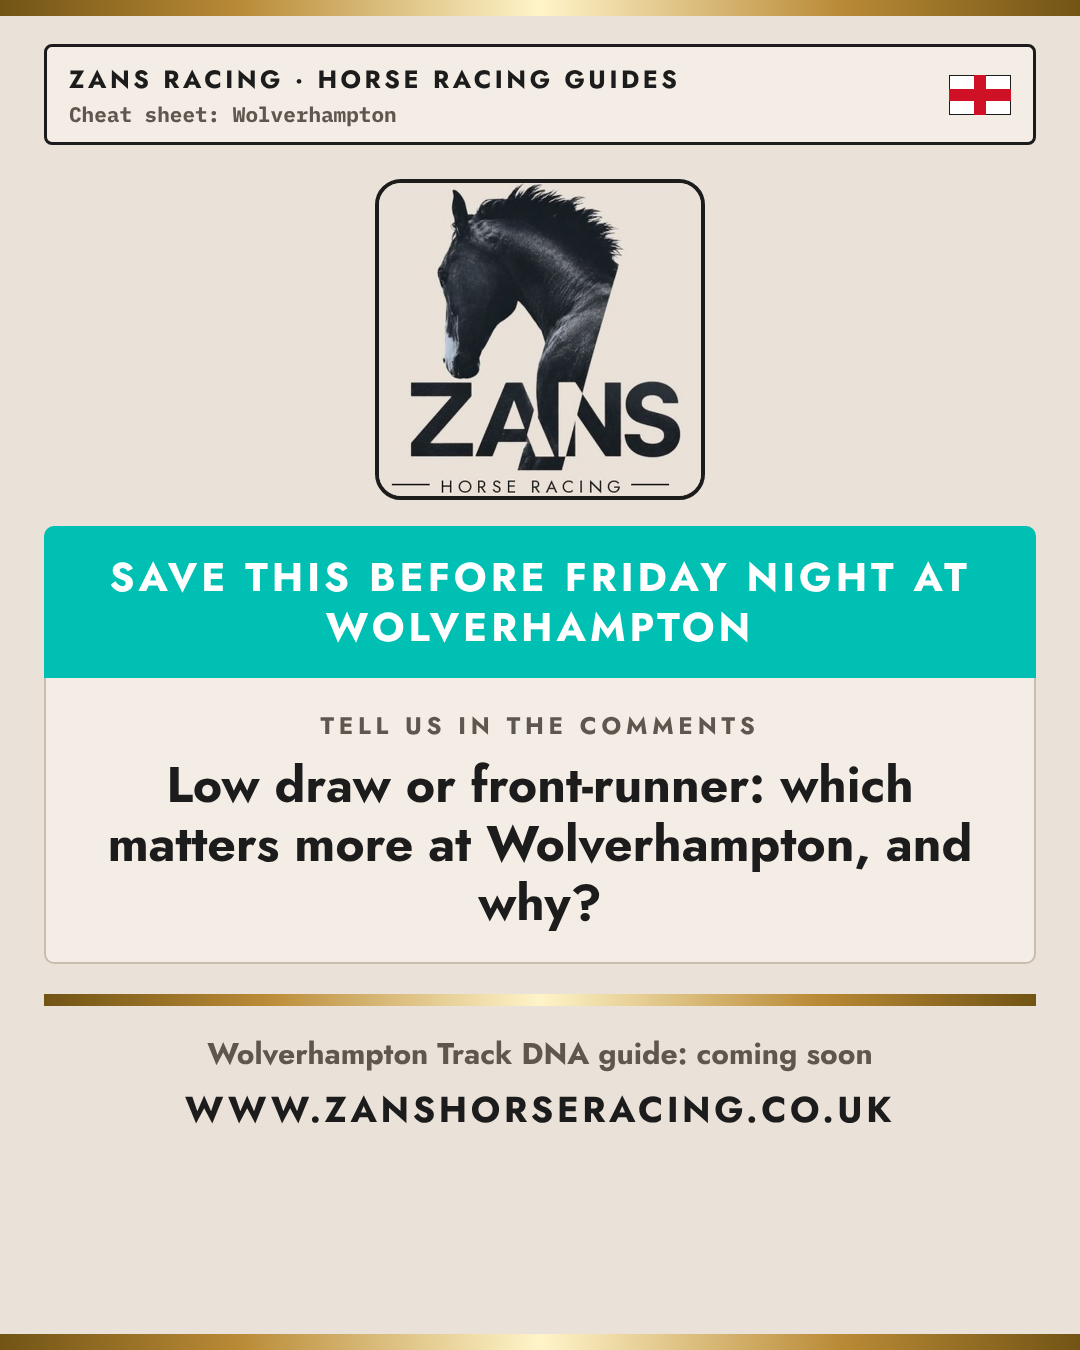 ZANS RACING · HORSE RACING GUIDES
Cheat sheet: Wolverhampton
ZANS
HORSE RACING
SAVE THIS BEFORE FRIDAY NIGHT AT
WOLVERHAMPTON
TELL US IN THE COMMENTS
Low draw or front-runner: which
matters more at Wolverhampton, and
why?
Wolverhampton Track DNA guide: coming soon
WWW.ZANSHORSERACING.CO.UK